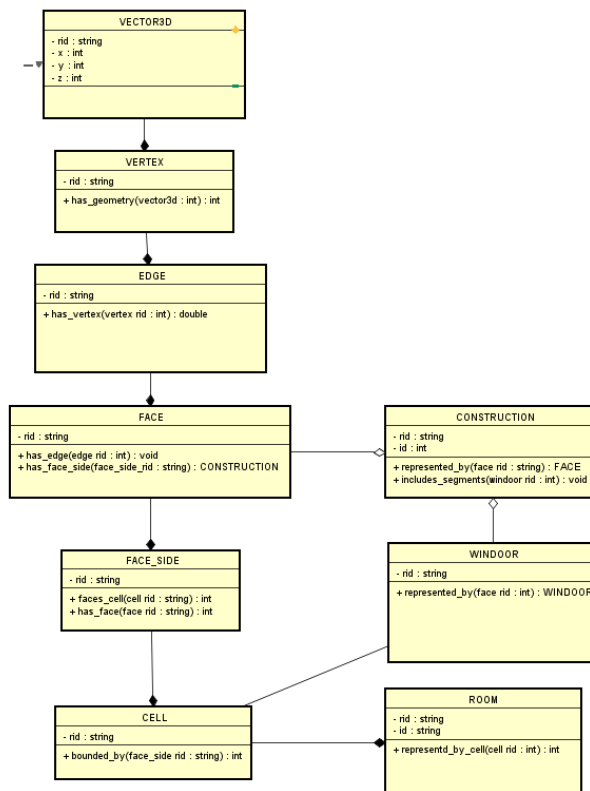 VECTOR3D
- rid : string
- x : int
- y : int
- z : int
VERTEX
- rid : string
+ has_geometry(vector3d : int) : int
EDGE
- rid : string
+ has_vertex(vertex rid : int) : double
FACE
- rid : string
+ has_edge(edge rid : int) : void
+ has_face_side(face_side_rid : string) : CONSTRUCTION
CONSTRUCTION
- rid : string
- id : int
+ represented_by(face rid : string) : FACE
+ includes_segments(windoor rid : int) : void
FACE_SIDE
- rid : string
+ faces_cell(cell rid : string) : int
+ has_face(face rid : string) : int
WINDOOR
- rid : string
+ represented_by(face rid : int) : WINDOOR
CELL
- rid : string
+ bounded_by(face_side rid : string) : int
ROOM
- rid : string
- id : string
+ representd_by_cell(cell rid : int) : int